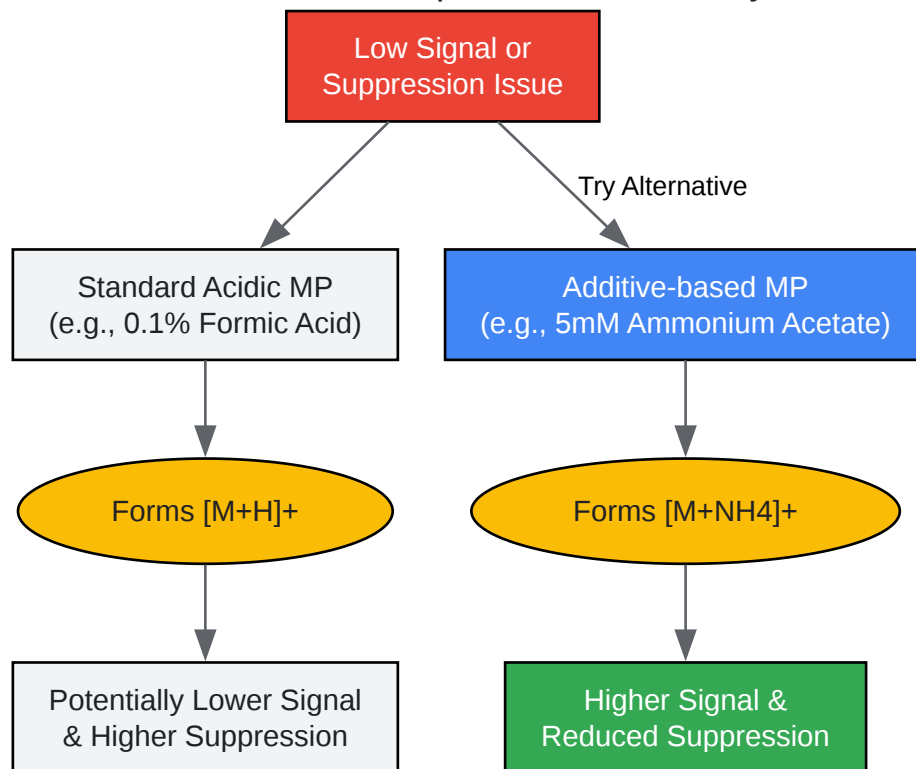 Low Signal or
Suppression Issue
Try Alternative
Standard Acidic MP
(e.g., 0.1% Formic Acid)
Additive-based MP
(e.g., 5mM Ammonium Acetate)
Forms [M+H]+
Forms [M+NH4]+
Potentially Lower Signal
& Higher Suppression
Higher Signal &
Reduced Suppression